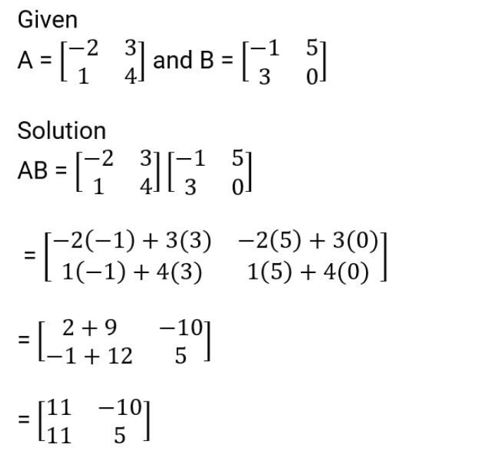 Given
A = [−2 3; 1 4] and B = [−1 5; 3 0]
Solution
AB = [−2 3; 1 4] [−1 5; 3 0]
= [−2(−1) + 3(3) −2(5) + 3(0); 1(−1) + 4(3) 1(5) + 4(0)]
= [2 + 9 −10; −1 + 12 5]
= [11 −10; 11 5]